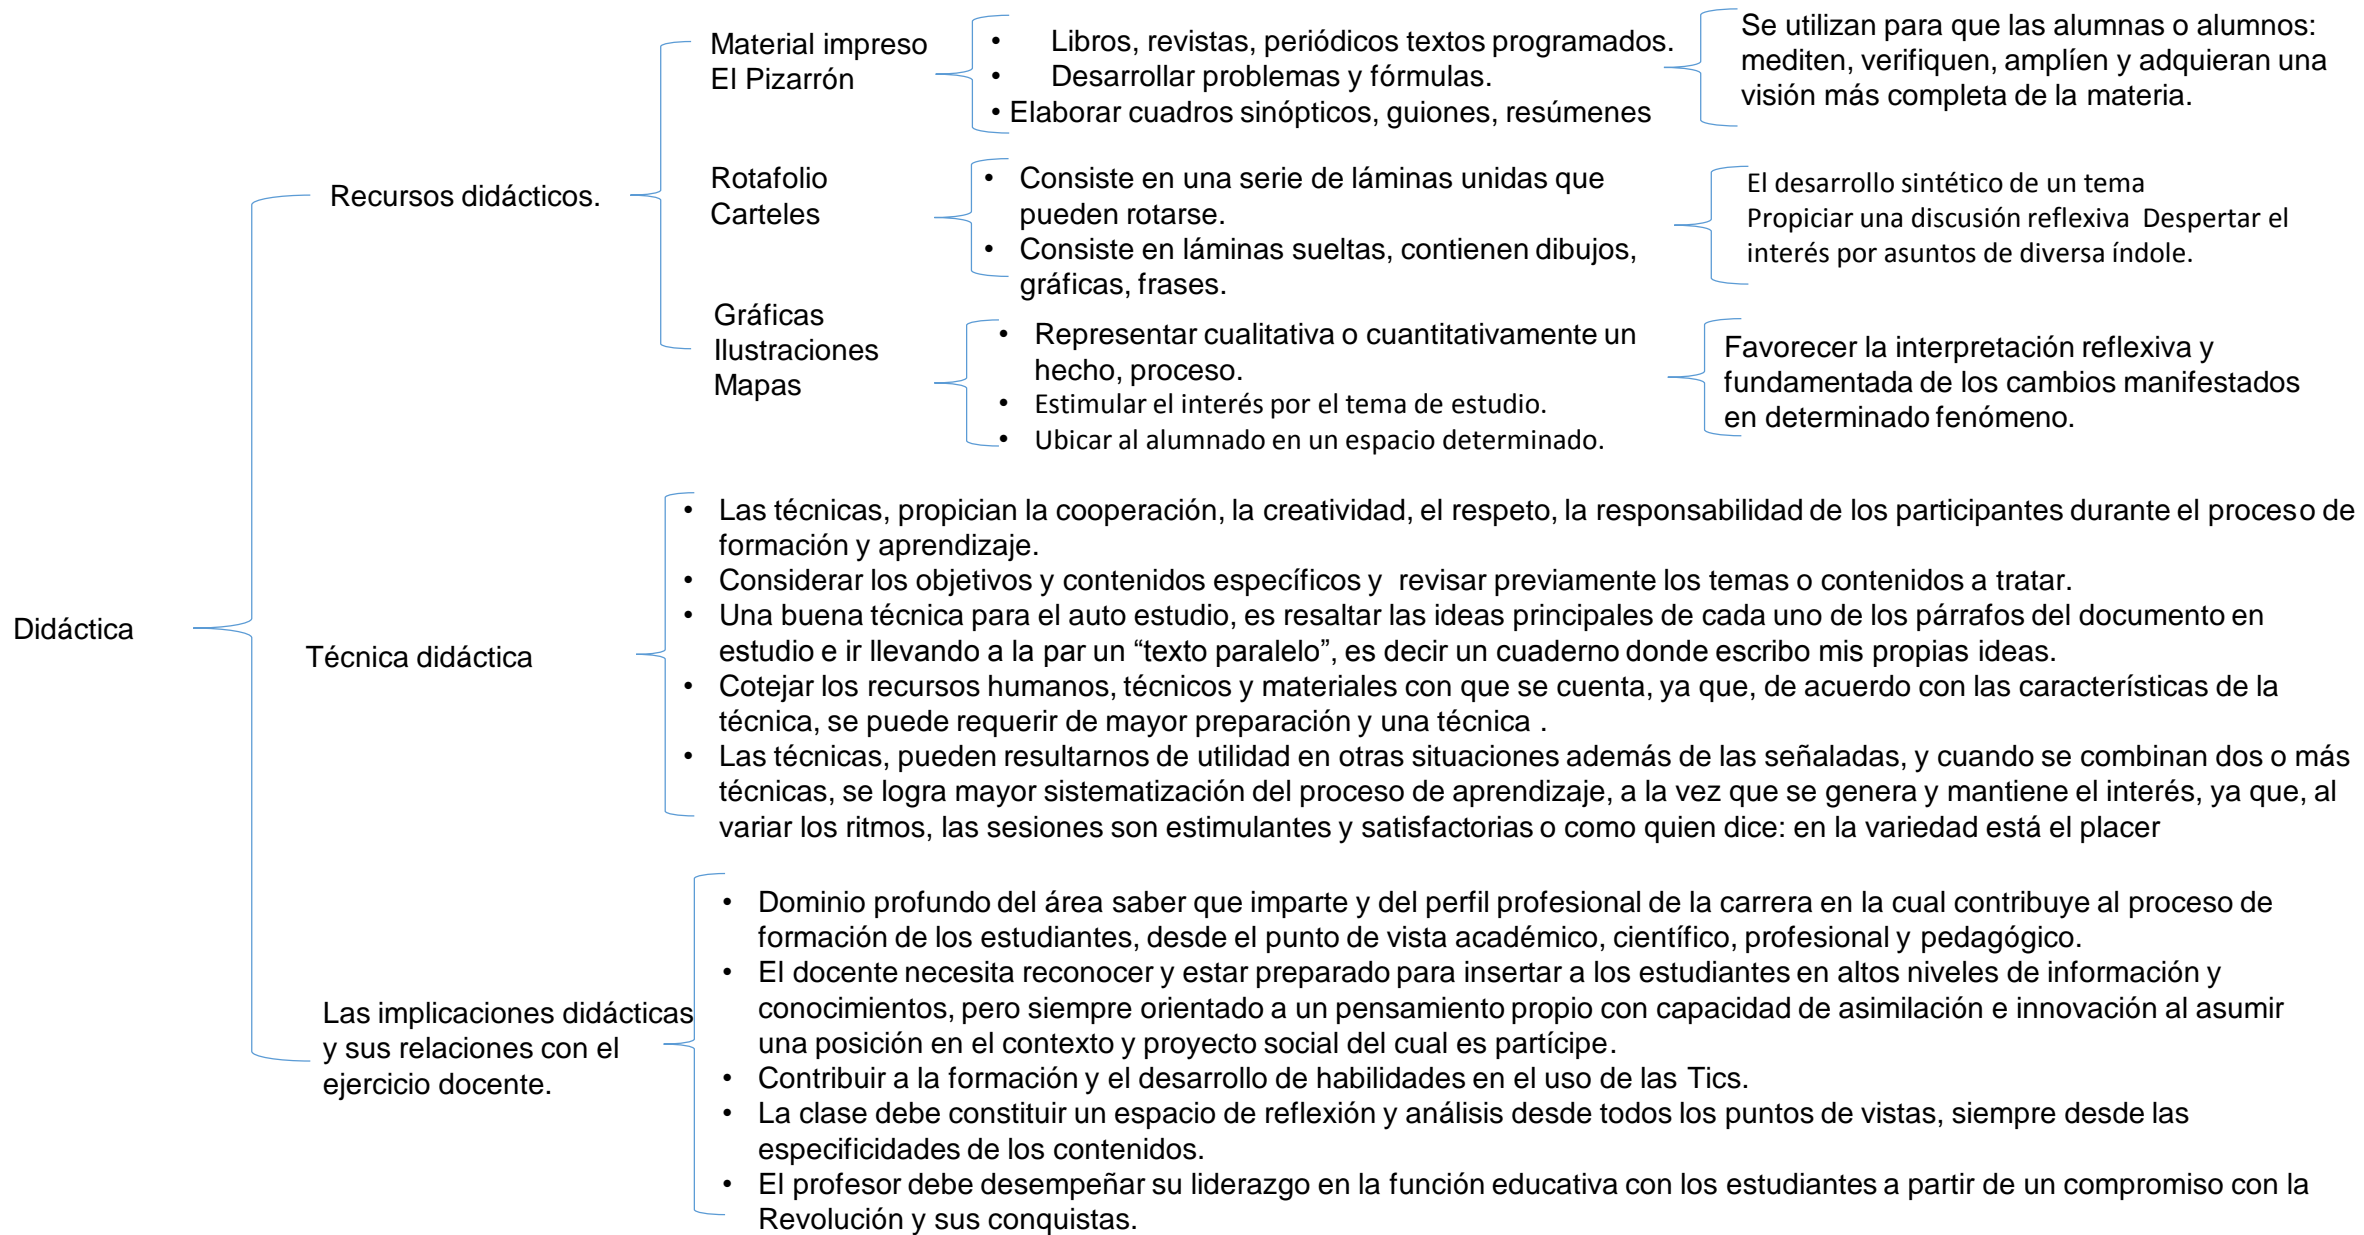 Didáctica
Recursos didácticos.
Material impreso
El Pizarrón
• Libros, revistas, periódicos textos programados.
• Desarrollar problemas y fórmulas.
• Elaborar cuadros sinópticos, guiones, resúmenes
Se utilizan para que las alumnas o alumnos:
mediten, verifiquen, amplíen y adquieran una
visión más completa de la materia.
Rotafolio
Carteles
• Consiste en una serie de láminas unidas que
pueden rotarse.
• Consiste en láminas sueltas, contienen dibujos,
gráficas, frases.
El desarrollo sintético de un tema
Propiciar una discusión reflexiva Despertar el
interés por asuntos de diversa índole.
Gráficas
Ilustraciones
Mapas
• Representar cualitativa o cuantitativamente un
hecho, proceso.
• Estimular el interés por el tema de estudio.
• Ubicar al alumnado en un espacio determinado.
Favorecer la interpretación reflexiva y
fundamentada de los cambios manifestados
en determinado fenómeno.
Técnica didáctica
• Las técnicas, propician la cooperación, la creatividad, el respeto, la responsabilidad de los participantes durante el proceso de
formación y aprendizaje.
• Considerar los objetivos y contenidos específicos y revisar previamente los temas o contenidos a tratar.
• Una buena técnica para el auto estudio, es resaltar las ideas principales de cada uno de los párrafos del documento en
estudio e ir llevando a la par un “texto paralelo”, es decir un cuaderno donde escribo mis propias ideas.
• Cotejar los recursos humanos, técnicos y materiales con que se cuenta, ya que, de acuerdo con las características de la
técnica, se puede requerir de mayor preparación y una técnica .
• Las técnicas, pueden resultarnos de utilidad en otras situaciones además de las señaladas, y cuando se combinan dos o más
técnicas, se logra mayor sistematización del proceso de aprendizaje, a la vez que se genera y mantiene el interés, ya que, al
variar los ritmos, las sesiones son estimulantes y satisfactorias o como quien dice: en la variedad está el placer
Las implicaciones didácticas
y sus relaciones con el
ejercicio docente.
• Dominio profundo del área saber que imparte y del perfil profesional de la carrera en la cual contribuye al proceso de
formación de los estudiantes, desde el punto de vista académico, científico, profesional y pedagógico.
• El docente necesita reconocer y estar preparado para insertar a los estudiantes en altos niveles de información y
conocimientos, pero siempre orientado a un pensamiento propio con capacidad de asimilación e innovación al asumir
una posición en el contexto y proyecto social del cual es partícipe.
• Contribuir a la formación y el desarrollo de habilidades en el uso de las Tics.
• La clase debe constituir un espacio de reflexión y análisis desde todos los puntos de vistas, siempre desde las
especificidades de los contenidos.
• El profesor debe desempeñar su liderazgo en la función educativa con los estudiantes a partir de un compromiso con la
Revolución y sus conquistas.